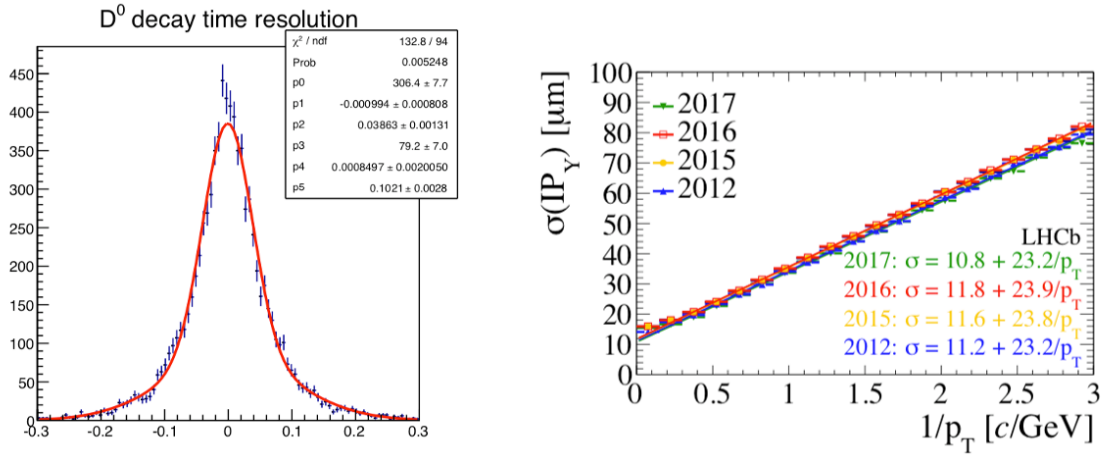 D⁰ decay time resolution
χ² / ndf 132.8 / 94
Prob 0.005248
p0 306.4 ± 7.7
p1 -0.000994 ± 0.000808
p2 0.03863 ± 0.00131
p3 79.2 ± 7.0
p4 0.0008497 ± 0.0020050
p5 0.1021 ± 0.0028
450
400
350
300
250
200
150
100
50
0
-0.3 -0.2 -0.1 0 0.1 0.2 0.3
σ(IP_Y) [μm]
100
90
80
70
60
50
40
30
20
10
0
2017
2016
2015
2012
LHCb
2017: σ = 10.8 + 23.2/p_T
2016: σ = 11.8 + 23.9/p_T
2015: σ = 11.6 + 23.8/p_T
2012: σ = 11.2 + 23.2/p_T
0 0.5 1 1.5 2 2.5 3
1/p_T [c/GeV]